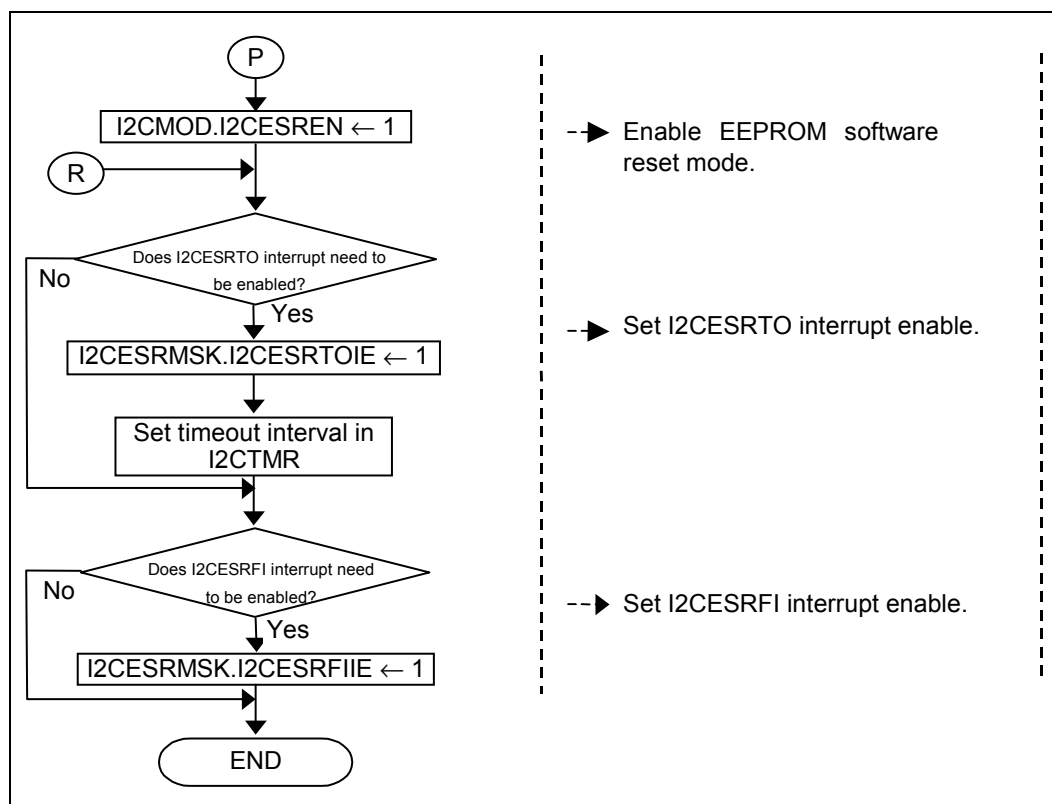 P
I2CMOD.I2CESREN ← 1
Enable EEPROM software
reset mode.
R
Does I2CESRTO interrupt need to
be enabled?
No
Yes
Set I2CESRTO interrupt enable.
I2CESRMSK.I2CESRTOIE ← 1
Set timeout interval in
I2CTMR
Does I2CESRFI interrupt need
to be enabled?
No
Yes
Set I2CESRFI interrupt enable.
I2CESRMSK.I2CESRFIIE ← 1
END